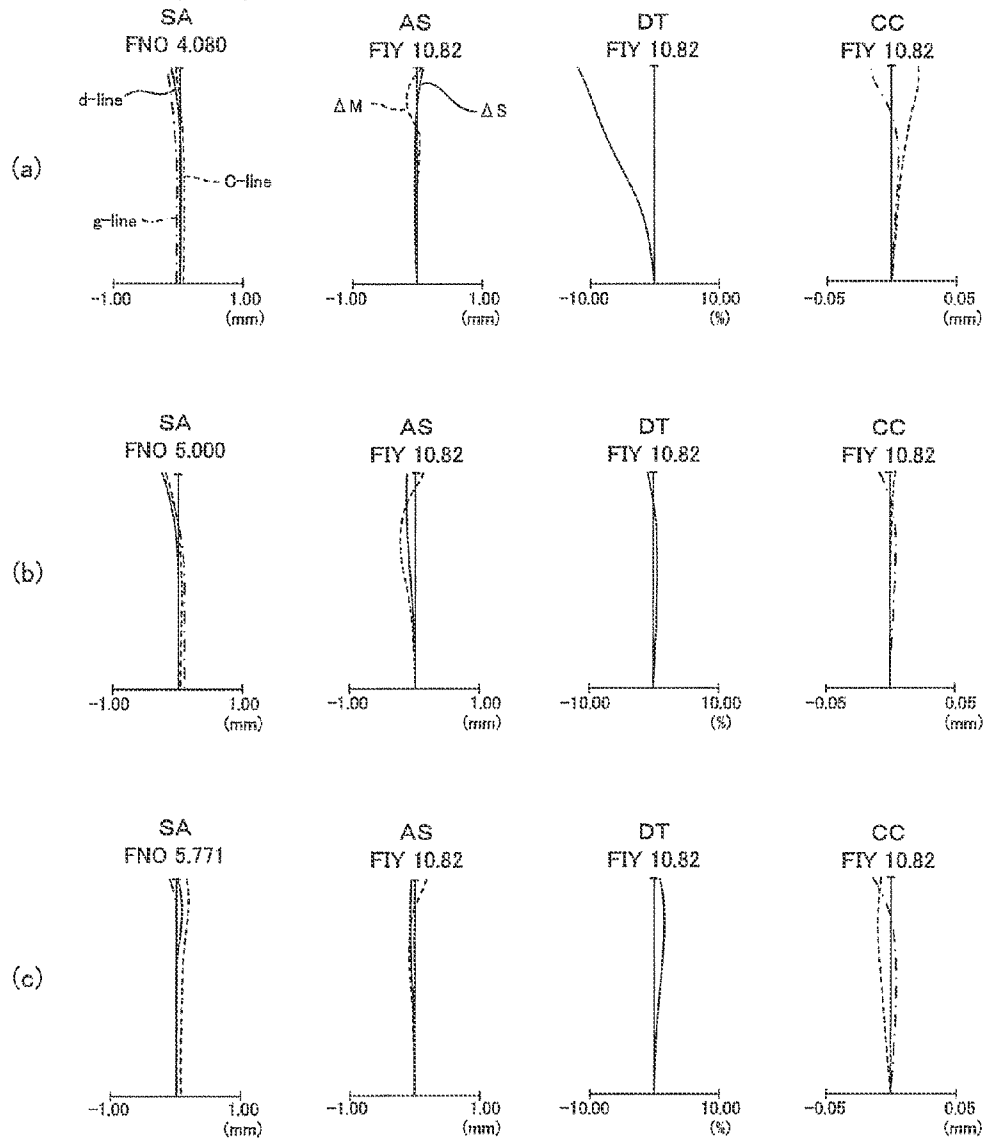 SA
FNO 4.080
AS
FIY 10.82
DT
FIY 10.82
CC
FIY 10.82
(a)
d-line
C-line
g-line
ΔM
ΔS
-1.00 1.00
(mm)
-1.00 1.00
(mm)
-10.00 10.00
(%)
-0.05 0.05
(mm)
SA
FNO 5.000
AS
FIY 10.82
DT
FIY 10.82
CC
FIY 10.82
(b)
-1.00 1.00
(mm)
-1.00 1.00
(mm)
-10.00 10.00
(%)
-0.05 0.05
(mm)
SA
FNO 5.771
AS
FIY 10.82
DT
FIY 10.82
CC
FIY 10.82
(c)
-1.00 1.00
(mm)
-1.00 1.00
(mm)
-10.00 10.00
(%)
-0.05 0.05
(mm)